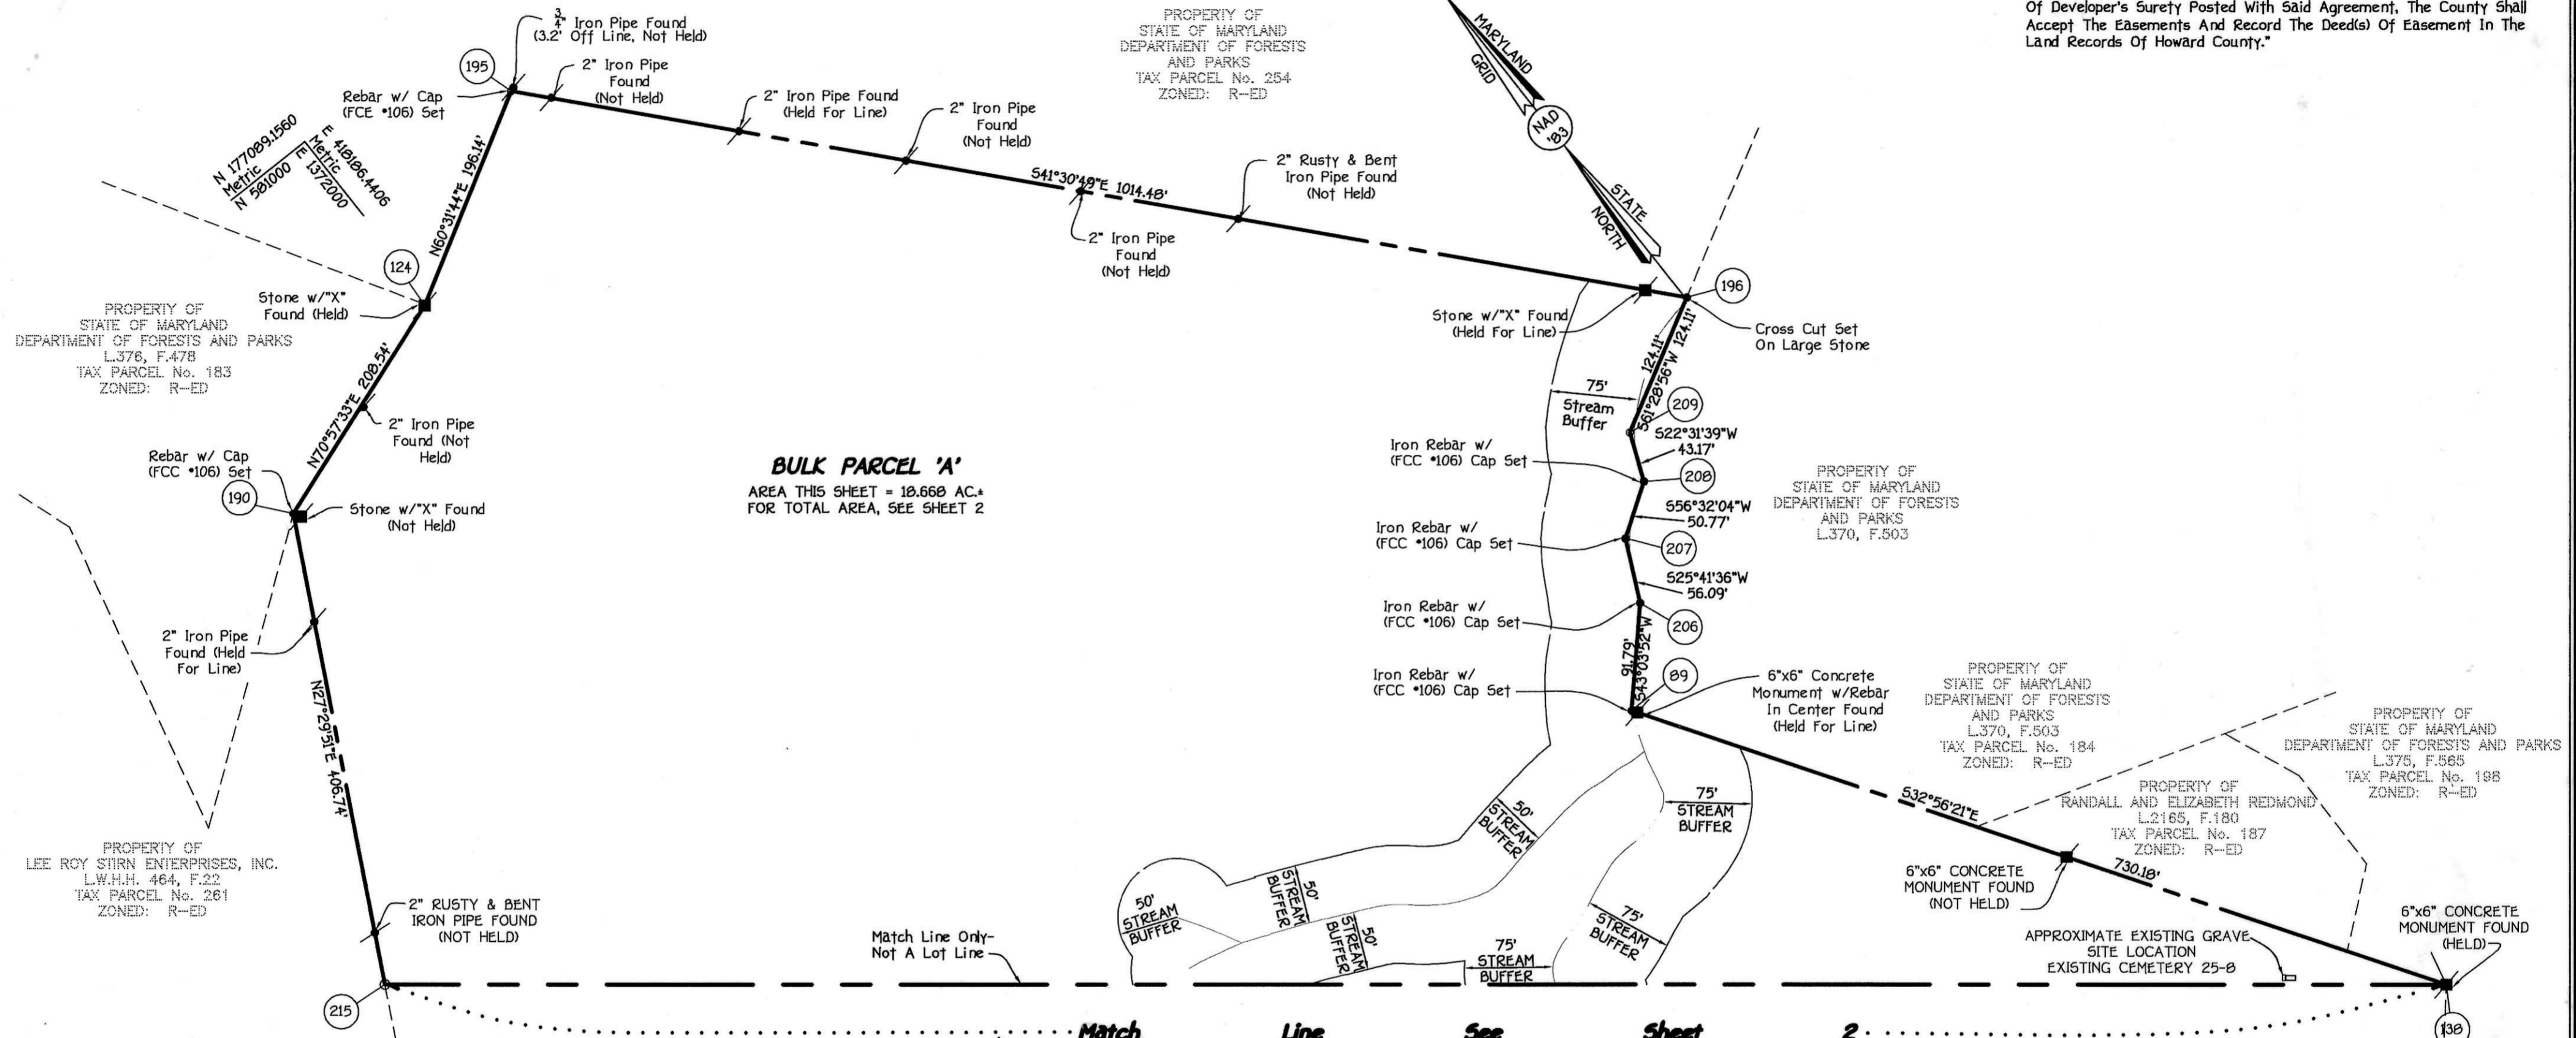 Of Developer's Surety Posted With Said Agreement, The County Shall
Accept The Easements And Record The Deed(s) Of Easement In The
Land Records Of Howard County."
3/4" Iron Pipe Found
(3.2' Off Line, Not Held)
195
2" Iron Pipe
Found
(Not Held)
Rebar w/ Cap
(FCE *106) Set
2" Iron Pipe Found
(Held For Line)
2" Iron Pipe
Found
(Not Held)
PROPERTY OF
STATE OF MARYLAND
DEPARTMENT OF FORESTS
AND PARKS
TAX PARCEL No. 254
ZONED: R-ED
MARYLAND
GRID
NAD
'83
STATE
NORTH
N 177089.1560
Metric
N 581000
E 418186.4406
Metric
E 1372000
N60°31'44"E 196.14'
S41°30'49"E 1014.48'
2" Iron Pipe
Found
(Not Held)
2" Rusty & Bent
Iron Pipe Found
(Not Held)
124
Stone w/"X"
Found (Held)
PROPERTY OF
STATE OF MARYLAND
DEPARTMENT OF FORESTS AND PARKS
L.376, F.478
TAX PARCEL No. 183
ZONED: R-ED
N70°57'33"E 208.54'
2" Iron Pipe
Found (Not
Held)
Rebar w/ Cap
(FCC *106) Set
190
Stone w/"X" Found
(Not Held)
BULK PARCEL 'A'
AREA THIS SHEET = 18.668 AC.±
FOR TOTAL AREA, SEE SHEET 2
196
Stone w/"X" Found
(Held For Line)
Cross Cut Set
On Large Stone
124.11'
S61°28'56"W 124.11'
75'
Stream
Buffer
209
S22°31'39"W
43.17'
Iron Rebar w/
(FCC *106) Cap Set
208
S56°32'04"W
50.77'
Iron Rebar w/
(FCC *106) Cap Set
207
PROPERTY OF
STATE OF MARYLAND
DEPARTMENT OF FORESTS
AND PARKS
L.370, F.503
S25°41'36"W
56.09'
Iron Rebar w/
(FCC *106) Cap Set
206
91.79'
S43°03'52"W
Iron Rebar w/
(FCC *106) Cap Set
89
6"x6" Concrete
Monument w/Rebar
In Center Found
(Held For Line)
2" Iron Pipe
Found (Held
For Line)
N27°29'51"E 406.74'
PROPERTY OF
LEE ROY STIRN ENTERPRISES, INC.
L.W.H.H. 464, F.22
TAX PARCEL No. 261
ZONED: R-ED
2" RUSTY & BENT
IRON PIPE FOUND
(NOT HELD)
215
Match Line Only-
Not A Lot Line
50'
STREAM
BUFFER
50'
STREAM
BUFFER
50'
STREAM
BUFFER
50'
STREAM
BUFFER
75'
STREAM
BUFFER
75'
STREAM
BUFFER
75'
STREAM
BUFFER
PROPERTY OF
STATE OF MARYLAND
DEPARTMENT OF FORESTS
AND PARKS
L.370, F.503
TAX PARCEL No. 184
ZONED: R-ED
S32°56'21"E
730.18'
PROPERTY OF
RANDALL AND ELIZABETH REDMOND
L.2165, F.180
TAX PARCEL No. 187
ZONED: R-ED
PROPERTY OF
STATE OF MARYLAND
DEPARTMENT OF FORESTS AND PARKS
L.375, F.565
TAX PARCEL No. 198
ZONED: R-ED
6"x6" CONCRETE
MONUMENT FOUND
(NOT HELD)
APPROXIMATE EXISTING GRAVE
SITE LOCATION
EXISTING CEMETERY 25-8
6"x6" CONCRETE
MONUMENT FOUND
(HELD)
138
Match Line See Sheet 2